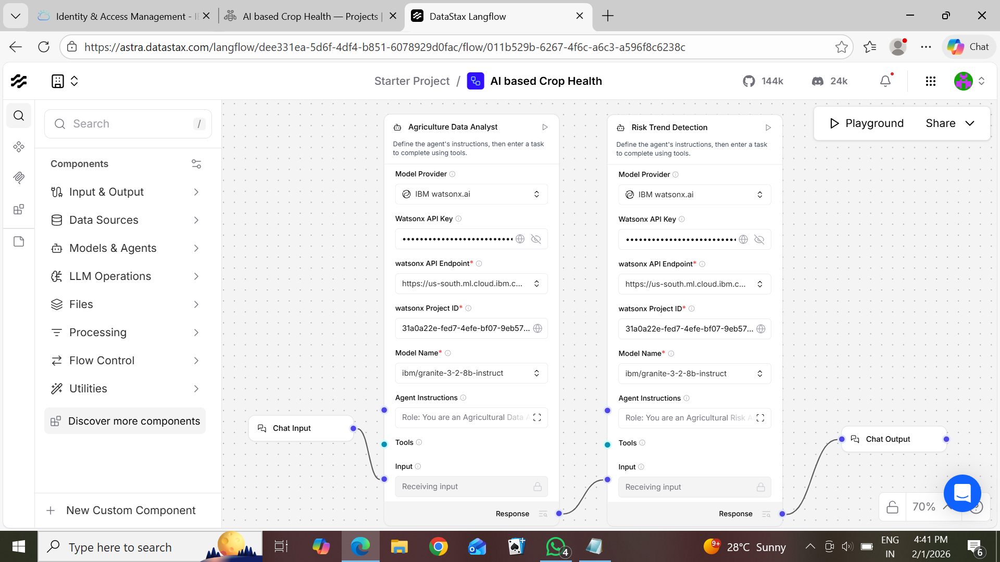 Identity & Access Management - I
AI based Crop Health — Projects |
DataStax Langflow
https://astra.datastax.com/langflow/dee331ea-5d6f-4df4-b851-6078929d0fac/flow/011b529b-6267-4f6c-a6c3-a596f8c6238c
Chat
Starter Project / AI based Crop Health
144k
24k
Search /
Components
Input & Output
Data Sources
Models & Agents
LLM Operations
Files
Processing
Flow Control
Utilities
Discover more components
New Custom Component
Chat Input
Agriculture Data Analyst
Define the agent's instructions, then enter a task
to complete using tools.
Model Provider
IBM watsonx.ai
Watsonx API Key
watsonx API Endpoint*
https://us-south.ml.cloud.ibm.c...
watsonx Project ID*
31a0a22e-fed7-4efe-bf07-9eb57...
Model Name*
ibm/granite-3-2-8b-instruct
Agent Instructions
Role: You are an Agricultural Data A
Tools
Input
Receiving input
Response
Risk Trend Detection
Define the agent's instructions, then enter a task
to complete using tools.
Model Provider
IBM watsonx.ai
Watsonx API Key
watsonx API Endpoint*
https://us-south.ml.cloud.ibm.c...
watsonx Project ID*
31a0a22e-fed7-4efe-bf07-9eb57...
Model Name*
ibm/granite-3-2-8b-instruct
Agent Instructions
Role: You are an Agricultural Risk A
Tools
Input
Receiving input
Response
Playground
Share
Chat Output
70%
Type here to search
4
9+
28°C Sunny
ENG
IN
4:41 PM
2/1/2026
6